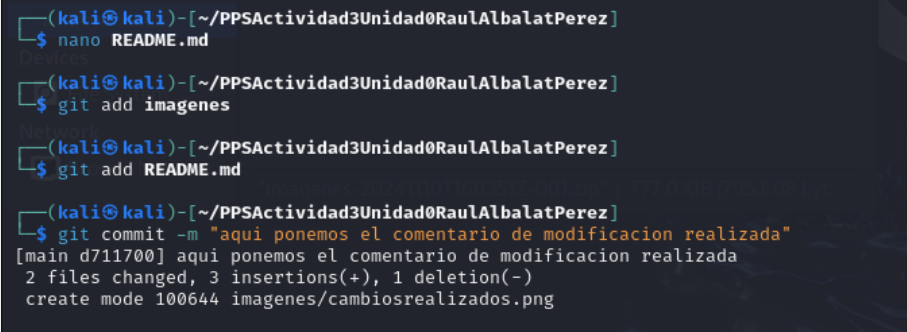 ┌──(kali㉿kali)-[~/PPSActividad3Unidad0RaulAlbalatPerez]
└─$ nano README.md
Devices
┌──(kali㉿kali)-[~/PPSActividad3Unidad0RaulAlbalatPerez]
└─$ git add imagenes
Network
┌──(kali㉿kali)-[~/PPSActividad3Unidad0RaulAlbalatPerez]
└─$ git add README.md
┌──(kali㉿kali)-[~/PPSActividad3Unidad0RaulAlbalatPerez]
└─$ git commit -m "aqui ponemos el comentario de modificacion realizada"
[main d711700] aqui ponemos el comentario de modificacion realizada
 2 files changed, 3 insertions(+), 1 deletion(-)
 create mode 100644 imagenes/cambiosrealizados.png